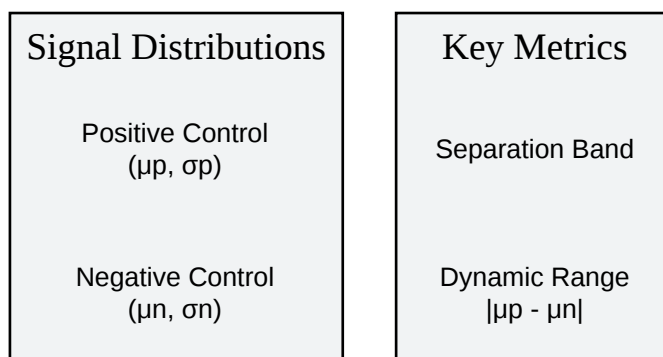 Signal Distributions
Positive Control
(μp, σp)
Negative Control
(μn, σn)
Key Metrics
Separation Band
Dynamic Range
|μp - μn|